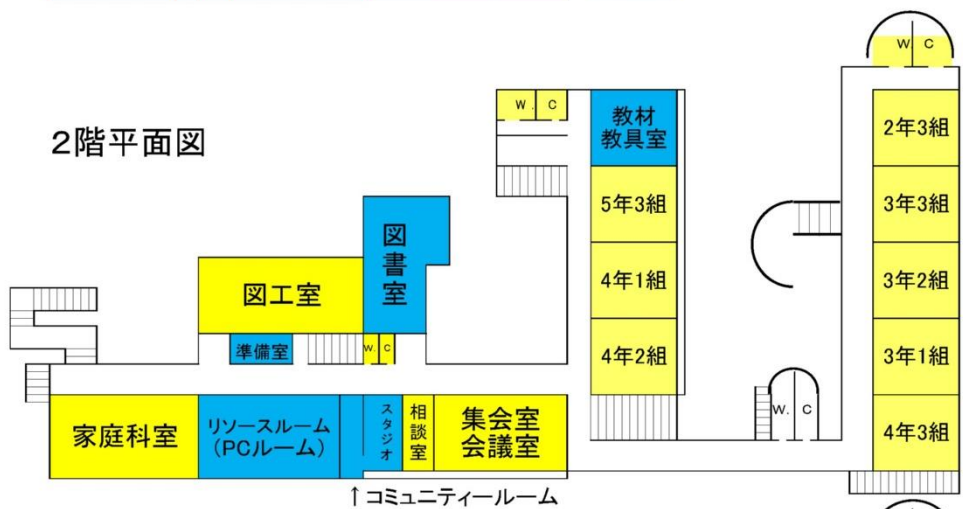 2階平面図
W. C
W. C
教材
教具室
2年3組
5年3組
3年3組
図書室
図工室
4年1組
3年2組
準備室
W. C
4年2組
3年1組
家庭科室
リソースルーム
(PCルーム)
スタジオ
相談室
集会室
会議室
W. C
4年3組
↑コミュニティールーム